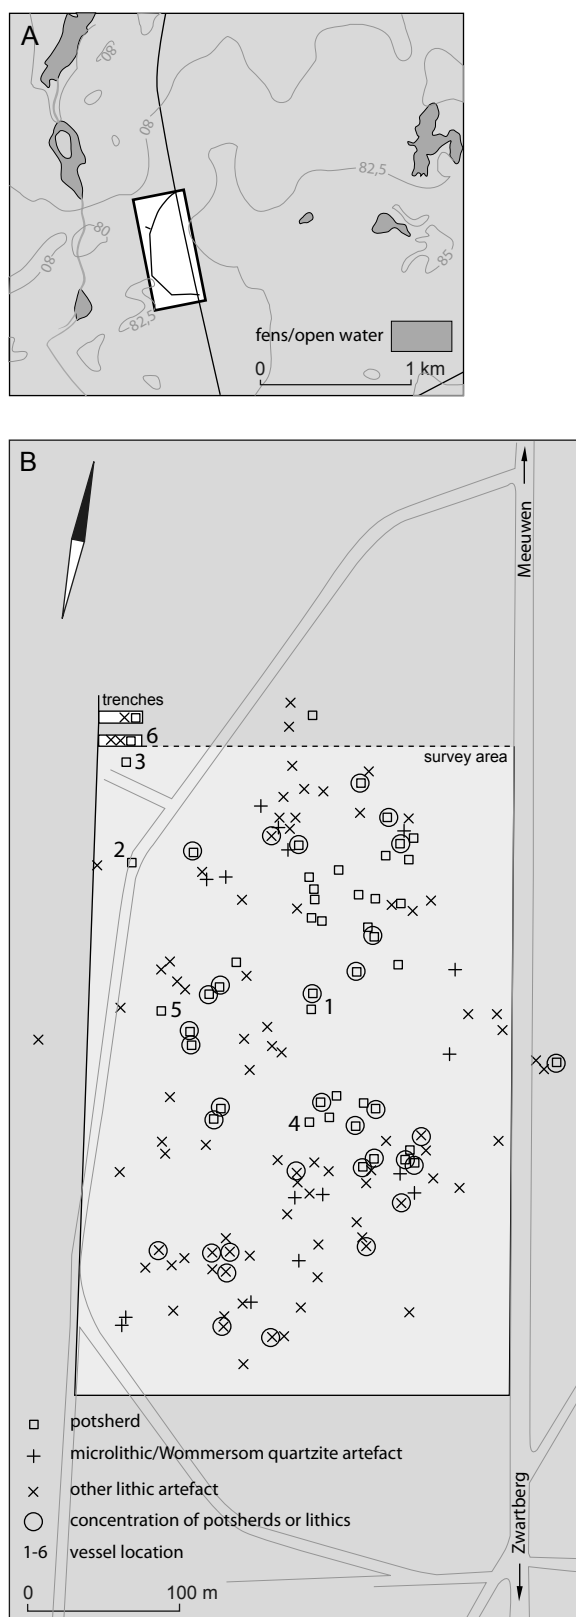 A
80
80
82,5
80
80
85
82,5
fens/open water
0 1 km
B
Meeuwen
trenches
6
survey area
3
2
1
5
4
potsherd
microlithic/Wommersom quartzite artefact
other lithic artefact
concentration of potsherds or lithics
1-6 vessel location
Zwartberg
0 100 m